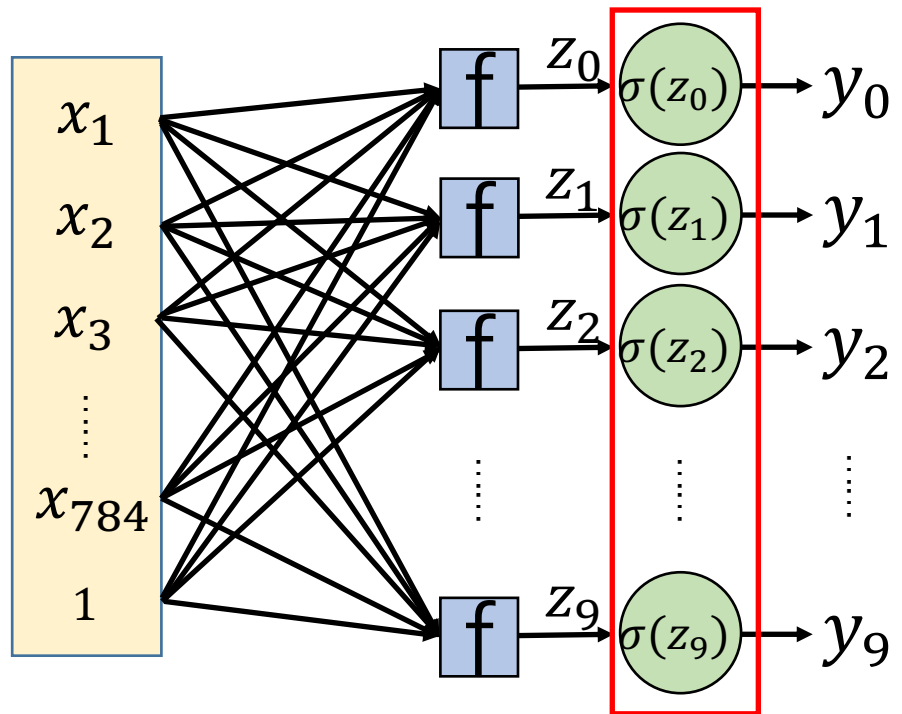 x₁
x₂
x₃
……
x₇₈₄
1
f z₀ σ(z₀) y₀
f z₁ σ(z₁) y₁
f z₂ σ(z₂) y₂
…… …… ……
f z₉ σ(z₉) y₉